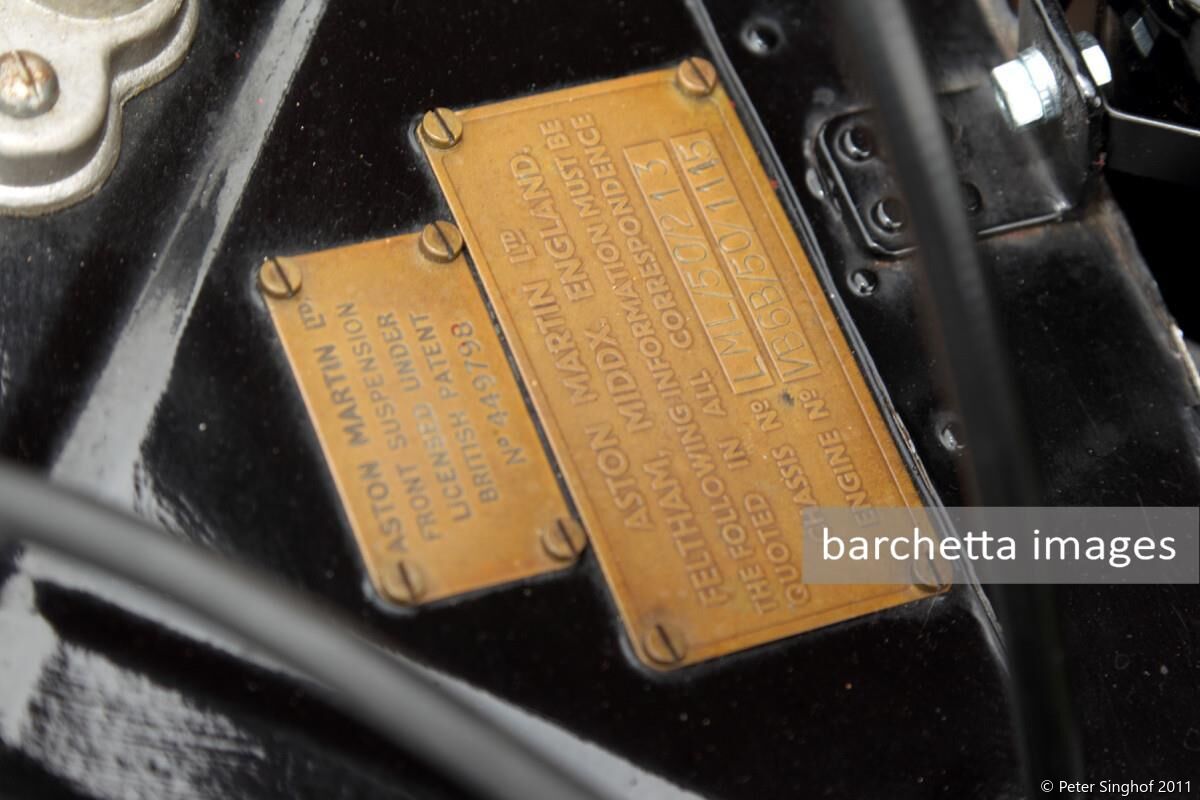 ASTON MARTIN LTD.
FRONT SUSPENSION
LICENSED UNDER
BRITISH PATENT
Nº 449798
ASTON MARTIN LTD
FELTHAM, MIDDX. ENGLAND.
THE FOLLOWING INFORMATION MUST BE
QUOTED IN ALL CORRESPONDENCE
CHASSIS Nº LML/50/213
ENGINE Nº VB6B/50/1115
barchetta images
© Peter Singhof 2011